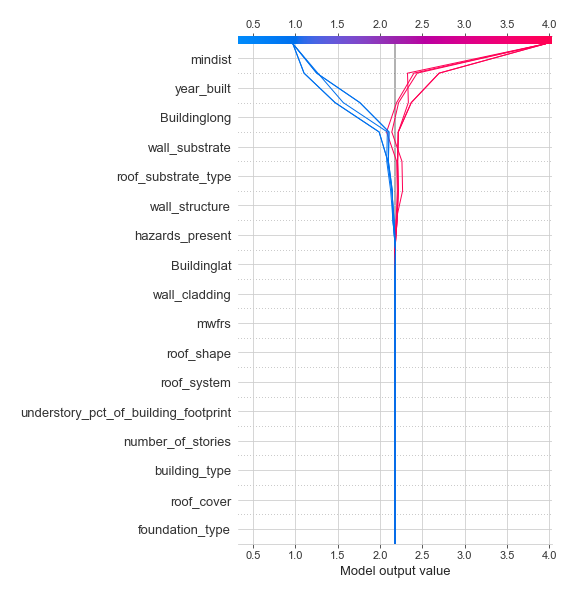 0.5 1.0 1.5 2.0 2.5 3.0 3.5 4.0
mindist
year_built
Buildinglong
wall_substrate
roof_substrate_type
wall_structure
hazards_present
Buildinglat
wall_cladding
mwfrs
roof_shape
roof_system
understory_pct_of_building_footprint
number_of_stories
building_type
roof_cover
foundation_type
0.5 1.0 1.5 2.0 2.5 3.0 3.5 4.0
Model output value